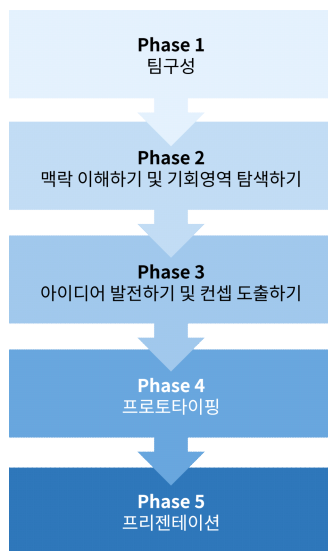 Phase 1
팀구성
Phase 2
맥락 이해하기 및 기회영역 탐색하기
Phase 3
아이디어 발전하기 및 컨셉 도출하기
Phase 4
프로토타이핑
Phase 5
프리젠테이션